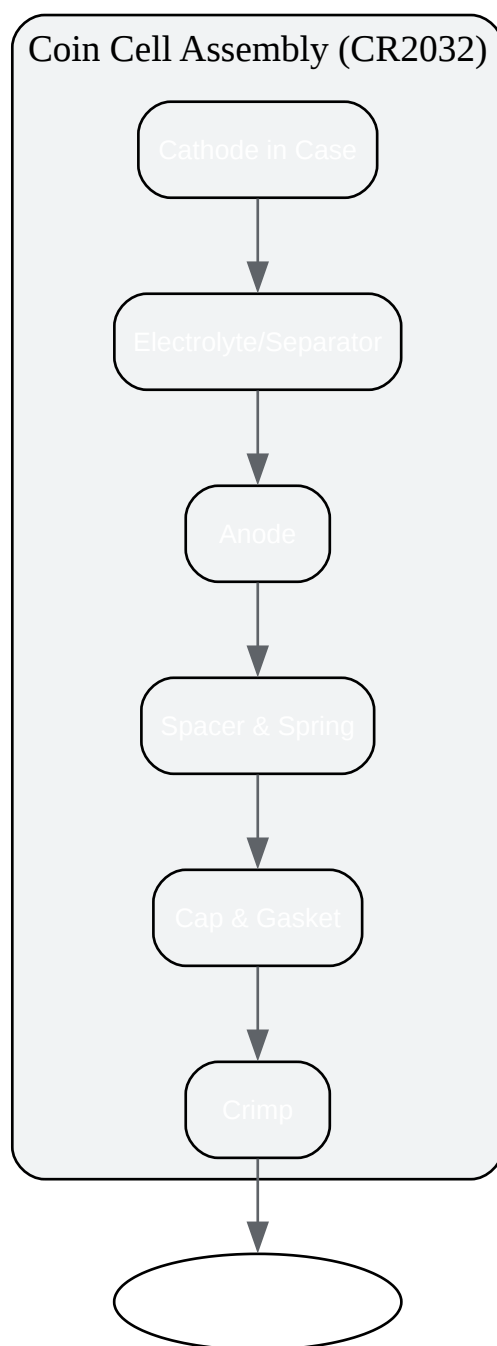 Coin Cell Assembly (CR2032)
Cathode in Case
Electrolyte/Separator
Anode
Spacer & Spring
Cap & Gasket
Crimp